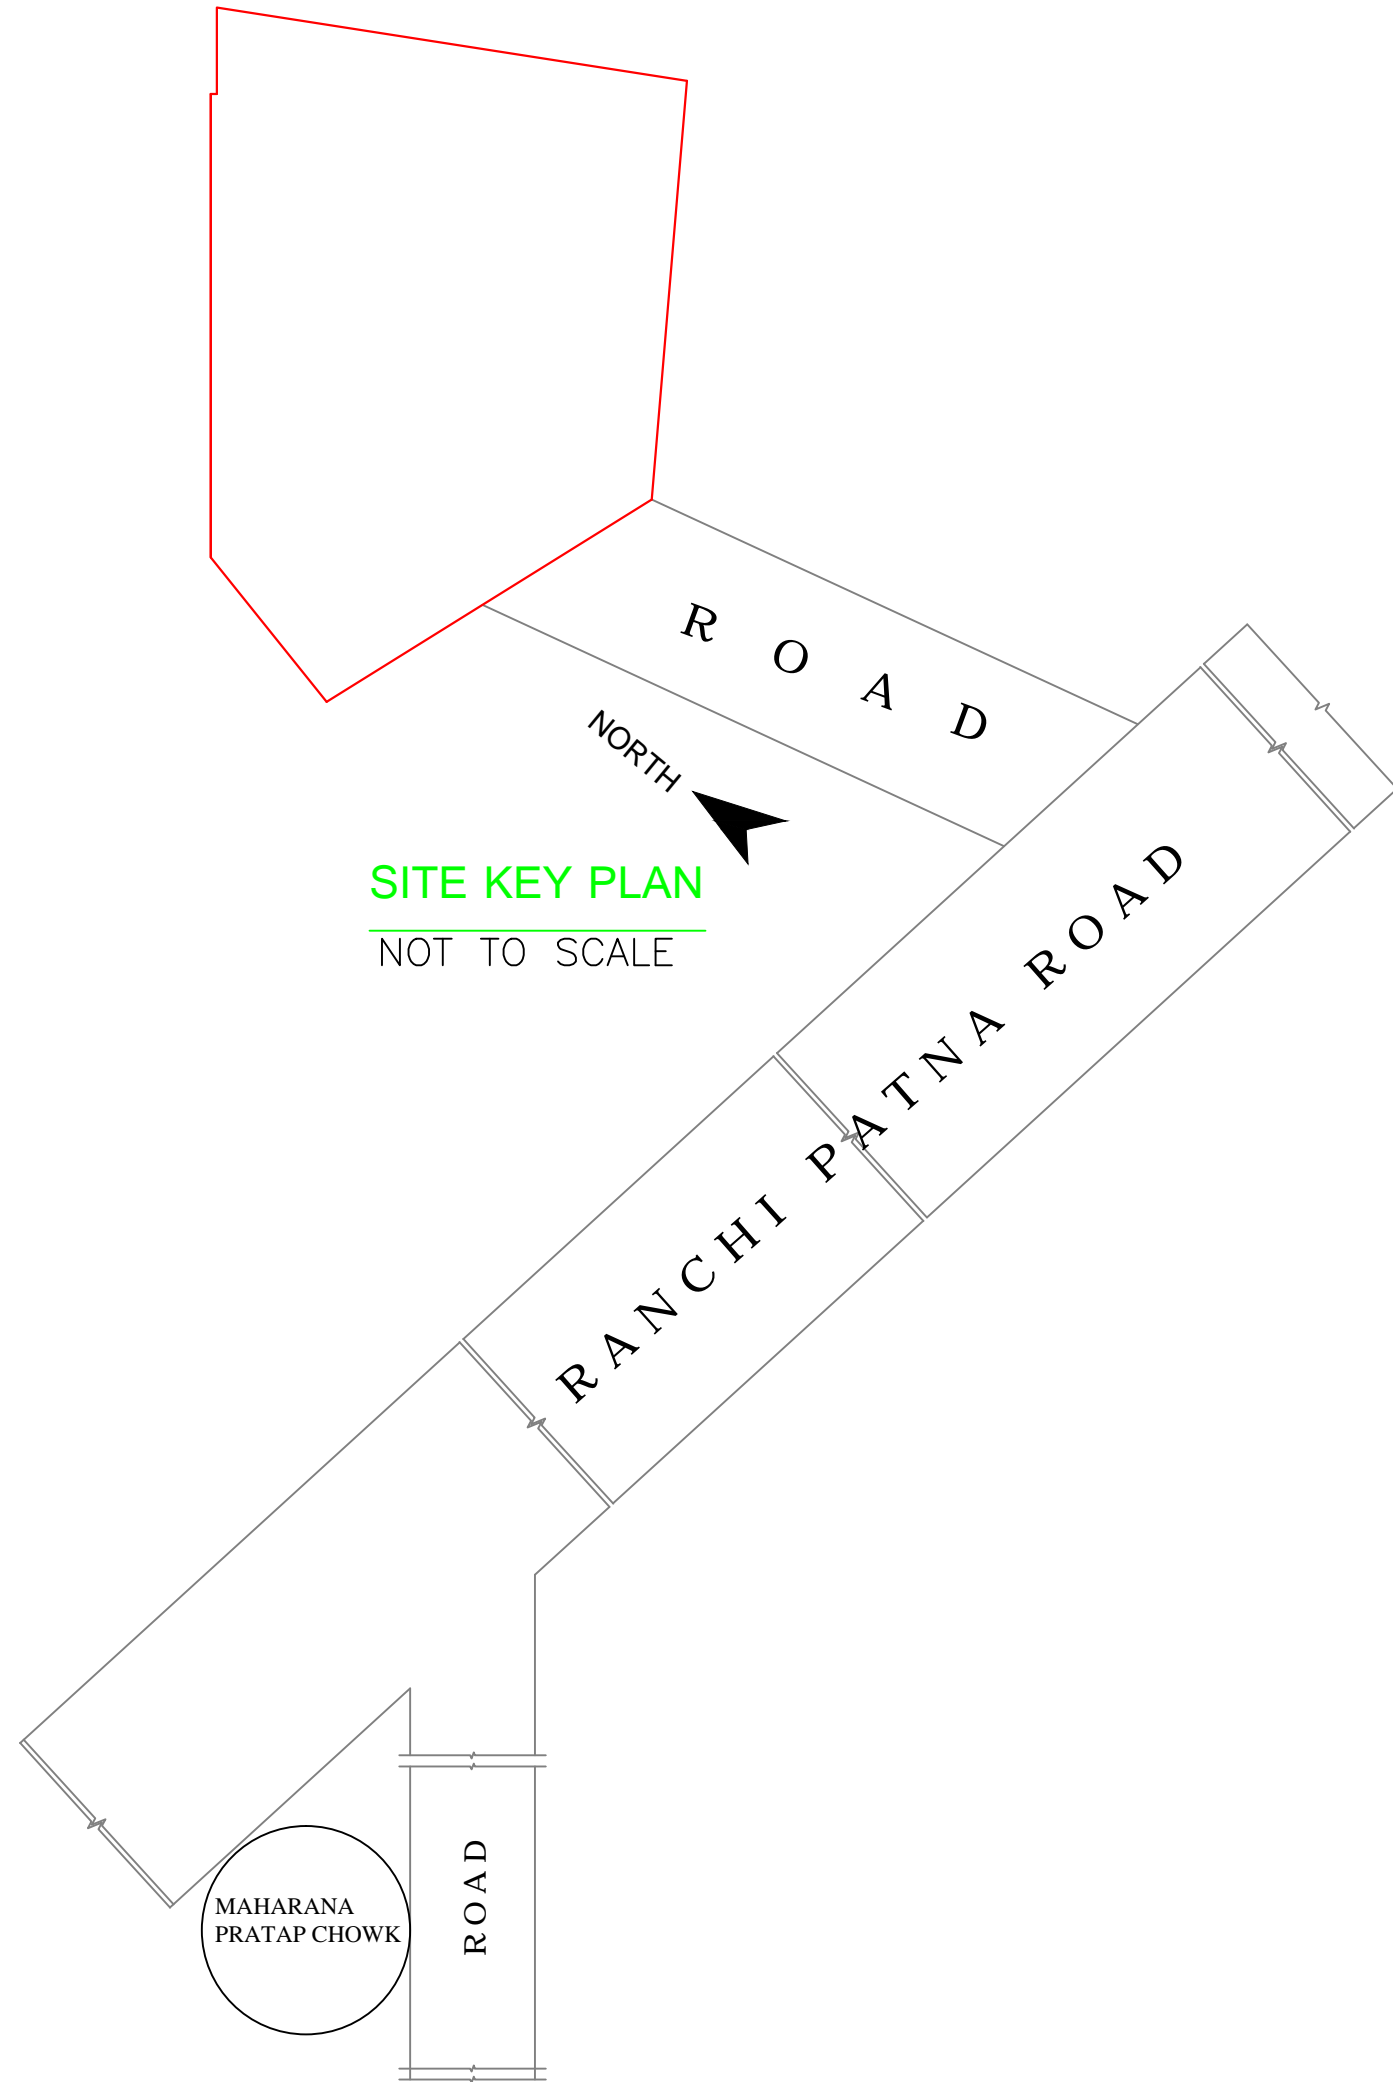 ROAD
NORTH
SITE KEY PLAN
NOT TO SCALE
RANCHI PATNA ROAD
MAHARANA
PRATAP CHOWK
ROAD